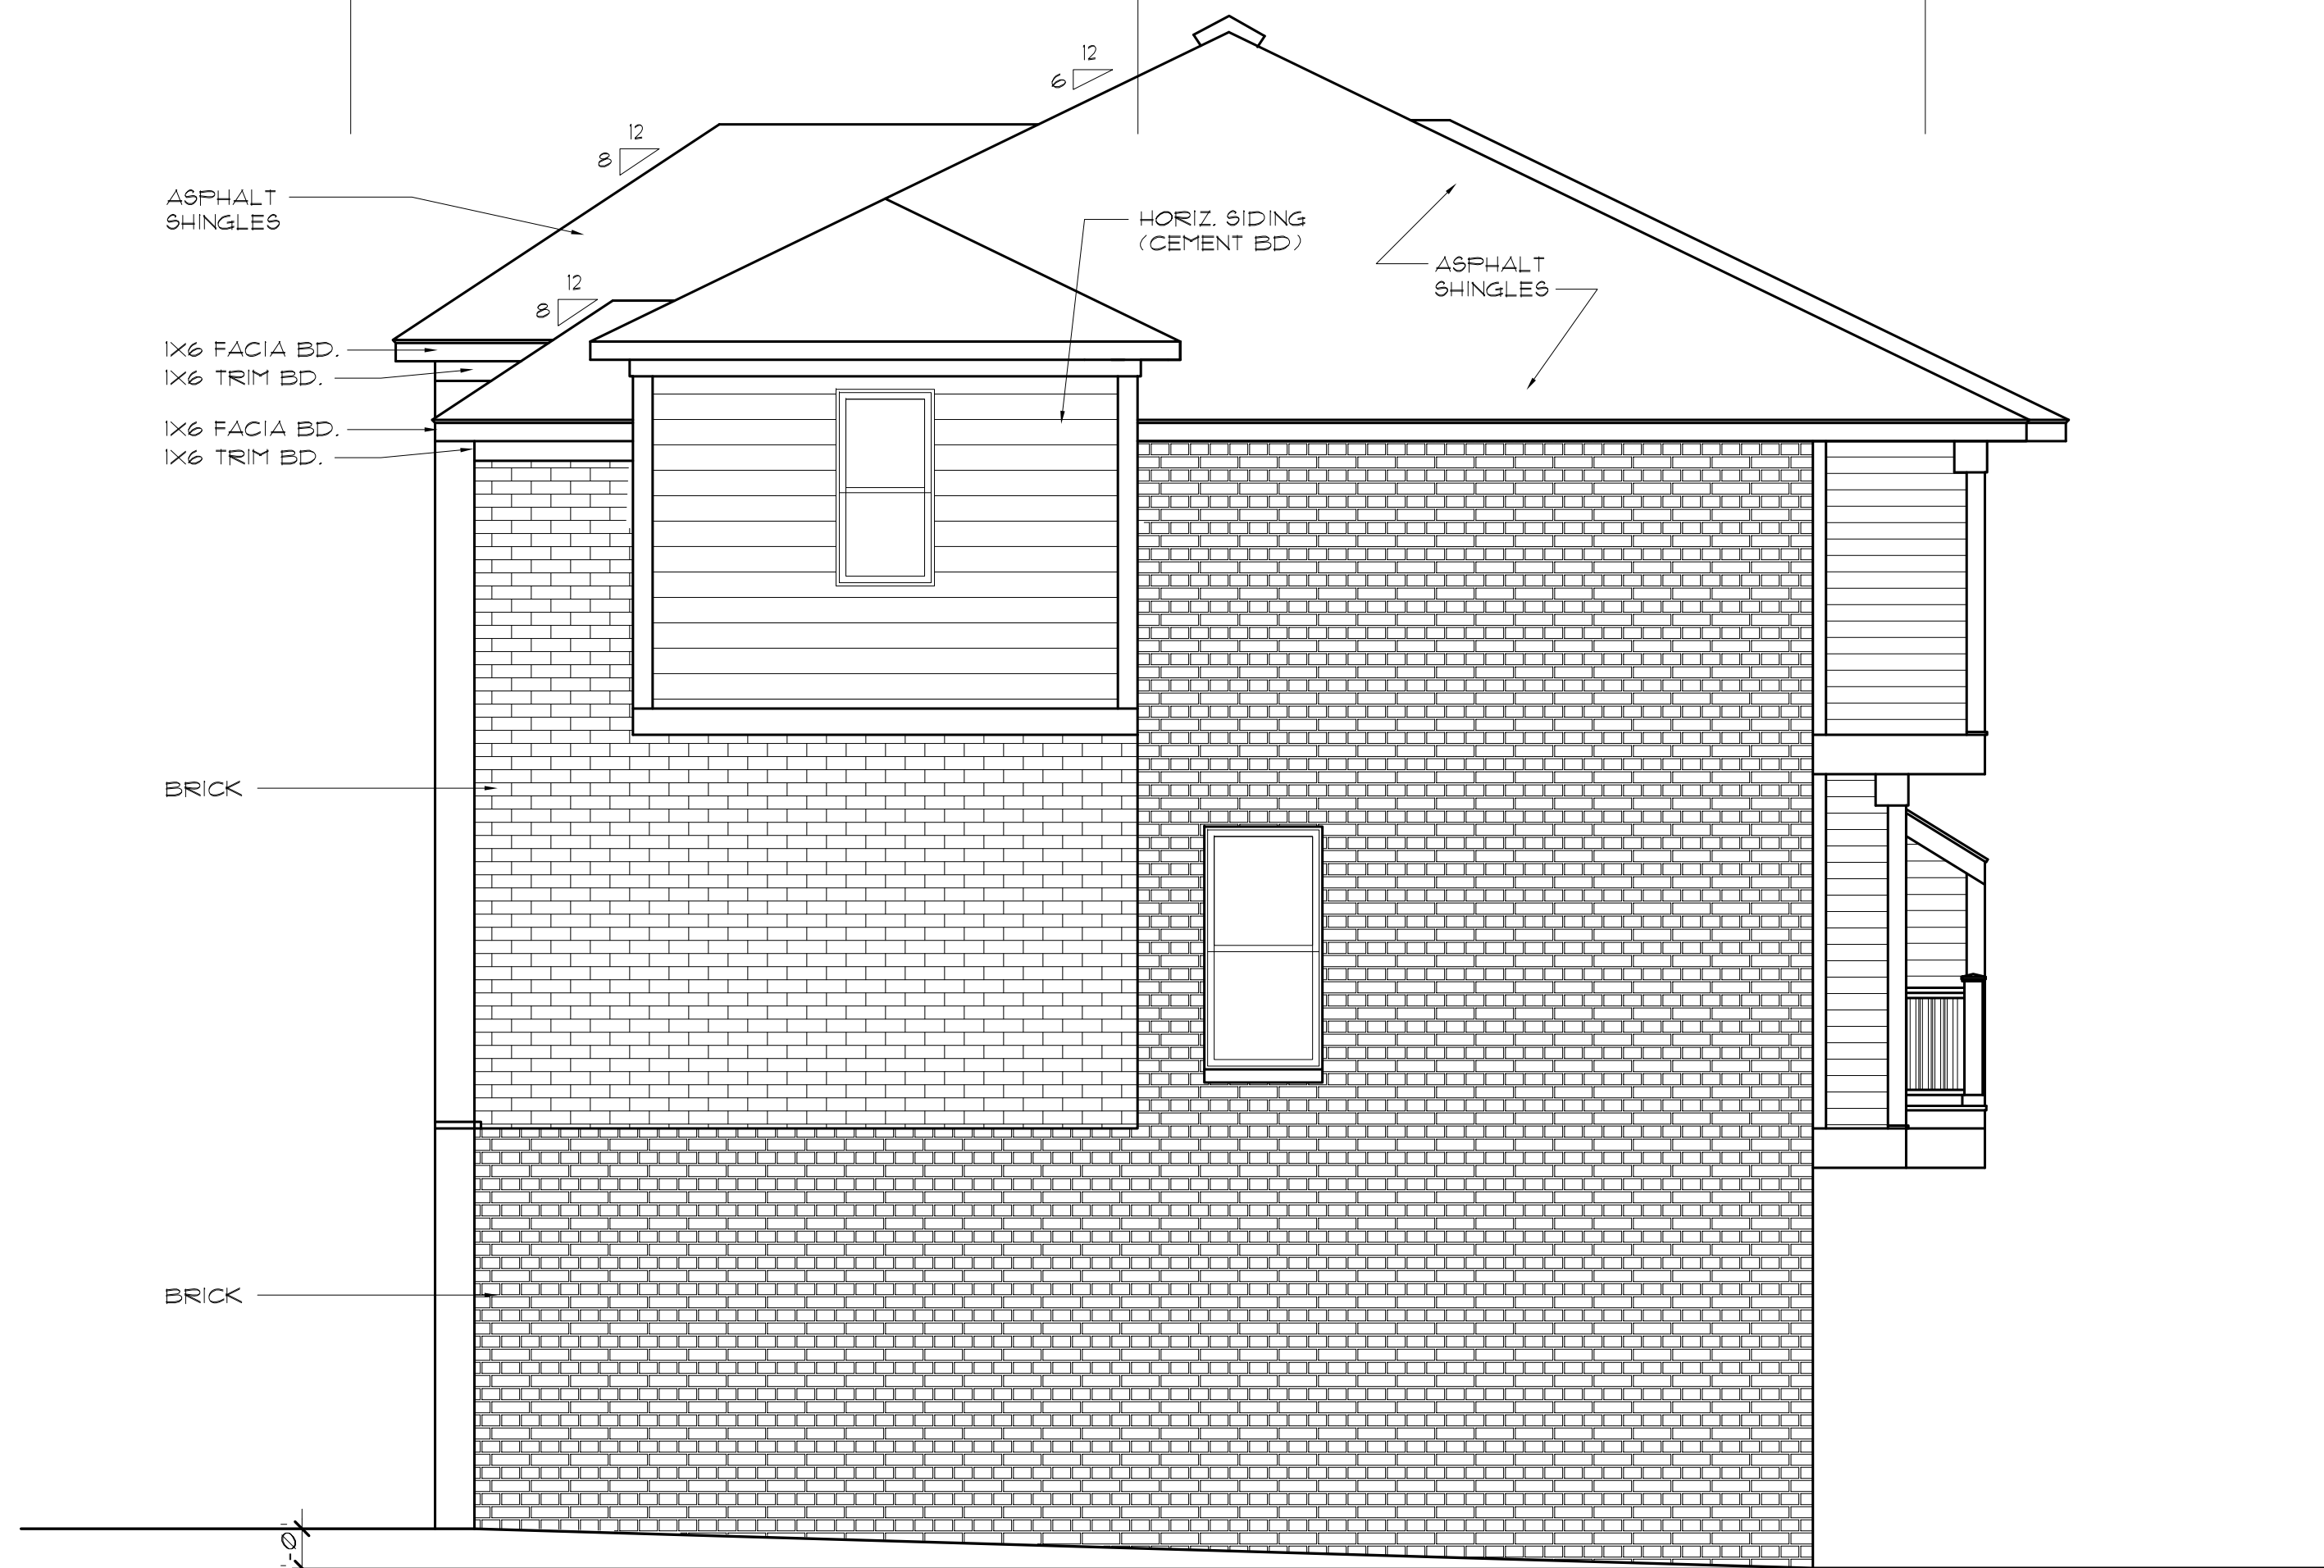 12
6
12
8
ASPHALT
SHINGLES
HORIZ. SIDING
(CEMENT BD)
ASPHALT
SHINGLES
12
8
1X6 FACIA BD.
1X6 TRIM BD.
1X6 FACIA BD.
1X6 TRIM BD.
BRICK
BRICK